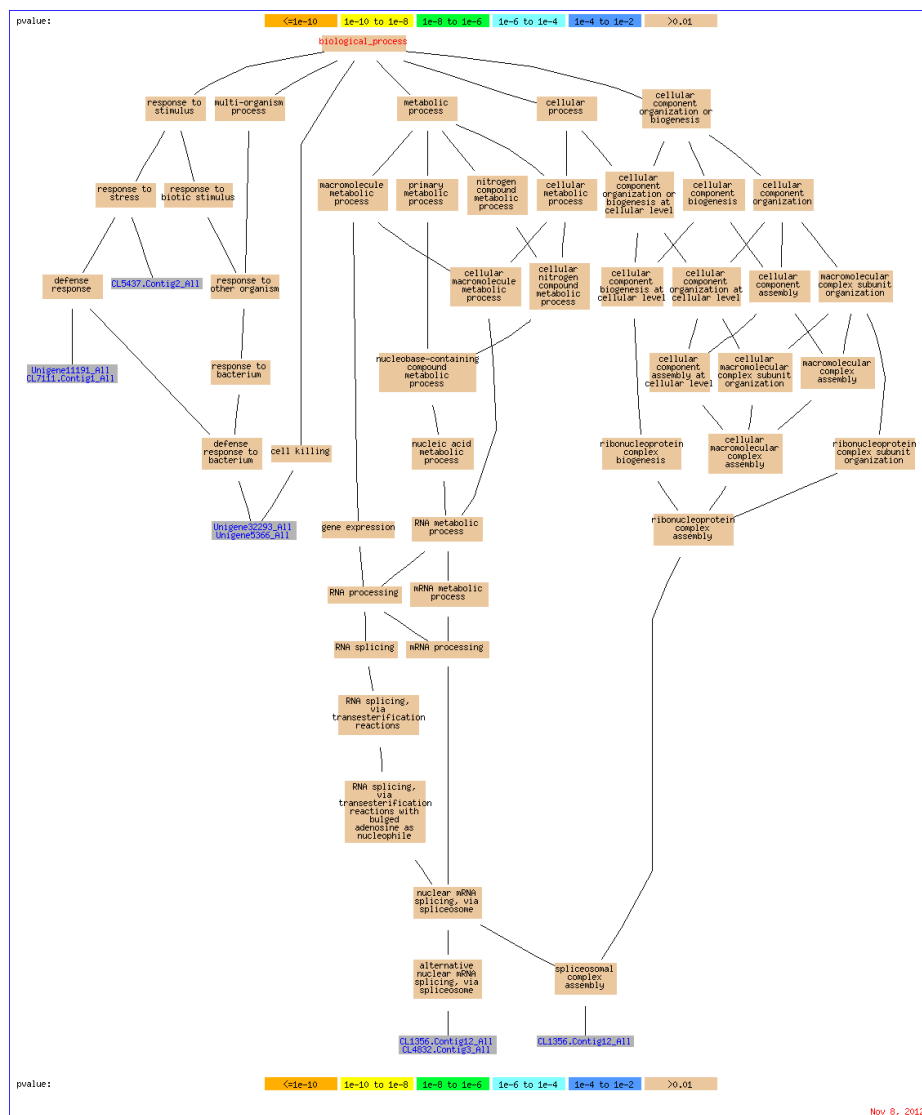 pvalue: <=1e-10 1e-10 to 1e-8 1e-8 to 1e-6 1e-6 to 1e-4 1e-4 to 1e-2 >0.01
biological_process
response to
stimulus
multi-organism
process
metabolic
process
cellular
process
cellular
component
organization or
biogenesis
response to
stress
response to
biotic stimulus
macromolecule
metabolic
process
primary
metabolic
process
nitrogen
compound
metabolic
process
cellular
metabolic
process
cellular
component
organization or
biogenesis at
cellular level
cellular
component
biogenesis
cellular
component
organization
defense
response
CL5437.Contig2_All
response to
other organism
cellular
macromolecule
metabolic
process
cellular
nitrogen
compound
metabolic
process
cellular
component
biogenesis at
cellular level
cellular
component
organization at
cellular level
cellular
component
assembly
macromolecular
complex subunit
organization
Unigene11191_All
CL7111.Contig1_All
response to
bacterium
nucleobase-containing
compound
metabolic
process
cellular
component
assembly at
cellular level
cellular
macromolecular
complex subunit
organization
macromolecular
complex
assembly
defense
response to
bacterium
cell killing
nucleic acid
metabolic
process
ribonucleoprotein
complex
biogenesis
cellular
macromolecular
complex
assembly
ribonucleoprotein
complex subunit
organization
Unigene32293_All
Unigene5366_All
gene expression
RNA metabolic
process
ribonucleoprotein
complex
assembly
RNA processing
mRNA metabolic
process
RNA splicing
mRNA processing
RNA splicing,
via
transesterification
reactions
RNA splicing,
via
transesterification
reactions with
bulged
adenosine as
nucleophile
nuclear mRNA
splicing, via
spliceosome
alternative
nuclear mRNA
splicing, via
spliceosome
spliceosomal
complex
assembly
CL1356.Contig12_All
CL4832.Contig3_All
CL1356.Contig12_All
pvalue: <=1e-10 1e-10 to 1e-8 1e-8 to 1e-6 1e-6 to 1e-4 1e-4 to 1e-2 >0.01
Nov 8, 2012